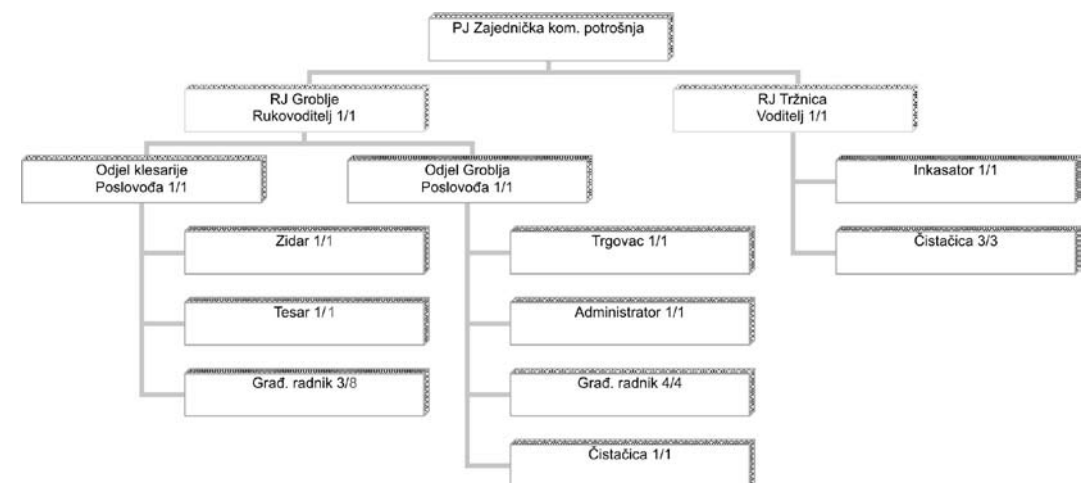 PJ Zajednička kom. potrošnja
RJ Groblje
Rukovoditelj 1/1
RJ Tržnica
Voditelj 1/1
Odjel klesarije
Poslovođa 1/1
Odjel Groblja
Poslovođa 1/1
Inkasator 1/1
Zidar 1/1
Trgovac 1/1
Čistačica 3/3
Tesar 1/1
Administrator 1/1
Građ. radnik 3/8
Građ. radnik 4/4
Čistačica 1/1